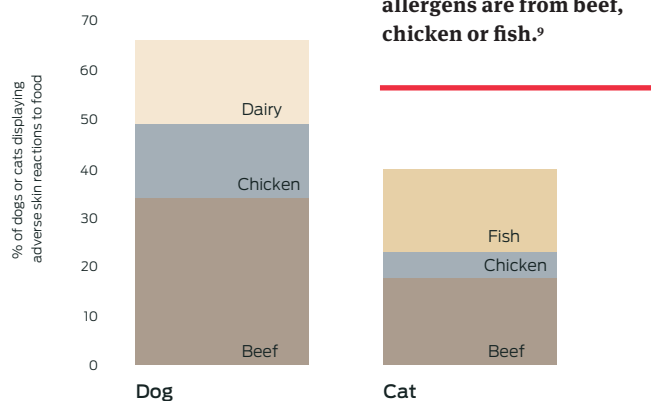 allergens are from beef,
chicken or fish.⁹
% of dogs or cats displaying
adverse skin reactions to food
70
60
50
40
30
20
10
0
Dairy
Chicken
Beef
Fish
Chicken
Beef
Dog
Cat